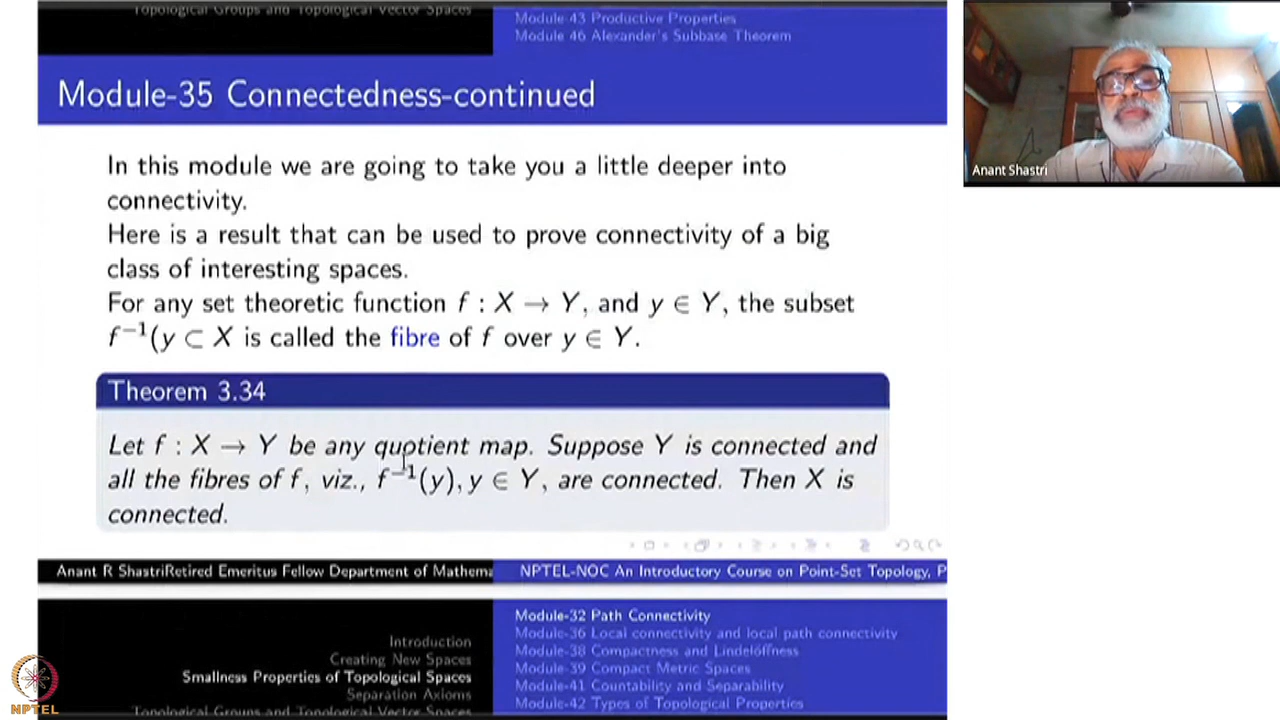 Topological Groups and Topological Vector Spaces
Module-43 Productive Properties
Module 46 Alexander's Subbase Theorem
Module-35 Connectedness-continued
In this module we are going to take you a little deeper into
connectivity.
Here is a result that can be used to prove connectivity of a big
class of interesting spaces.
For any set theoretic function f : X → Y, and y ∈ Y, the subset
f⁻¹(y ⊂ X is called the fibre of f over y ∈ Y.
Theorem 3.34
Let f : X → Y be any quotient map. Suppose Y is connected and
all the fibres of f, viz., f⁻¹(y), y ∈ Y, are connected. Then X is
connected.
Anant R ShastriRetired Emeritus Fellow Department of Mathema
NPTEL-NOC An Introductory Course on Point-Set Topology, P
Introduction
Creating New Spaces
Smallness Properties of Topological Spaces
Separation Axioms
Topological Groups and Topological Vector Spaces
Module-32 Path Connectivity
Module-36 Local connectivity and local path connectivity
Module-38 Compactness and Lindelöffness
Module-39 Compact Metric Spaces
Module-41 Countability and Separability
Module-42 Types of Topological Properties
Anant Shastri
NPTEL